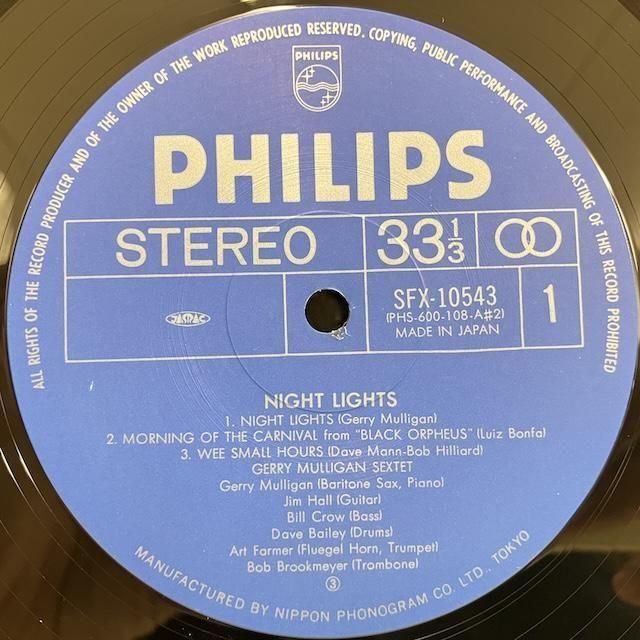 ALL RIGHTS OF THE RECORD PRODUCER AND OF THE OWNER OF THE WORK REPRODUCED RESERVED. COPYING, PUBLIC PERFORMANCE AND BROADCASTING OF THIS RECORD PROHIBITED
PHILIPS
PHILIPS
STEREO 33 1/3
JASRAC
SFX-10543
(PHS-600-108-A#2)
MADE IN JAPAN
1
NIGHT LIGHTS
1. NIGHT LIGHTS (Gerry Mulligan)
2. MORNING OF THE CARNIVAL from "BLACK ORPHEUS" (Luiz Bonfa)
3. WEE SMALL HOURS (Dave Mann-Bob Hilliard)
GERRY MULLIGAN SEXTET
Gerry Mulligan (Baritone Sax, Piano)
Jim Hall (Guitar)
Bill Crow (Bass)
Dave Bailey (Drums)
Art Farmer (Fluegel Horn, Trumpet)
Bob Brookmeyer (Trombone)
③
MANUFACTURED BY NIPPON PHONOGRAM CO. LTD. TOKYO